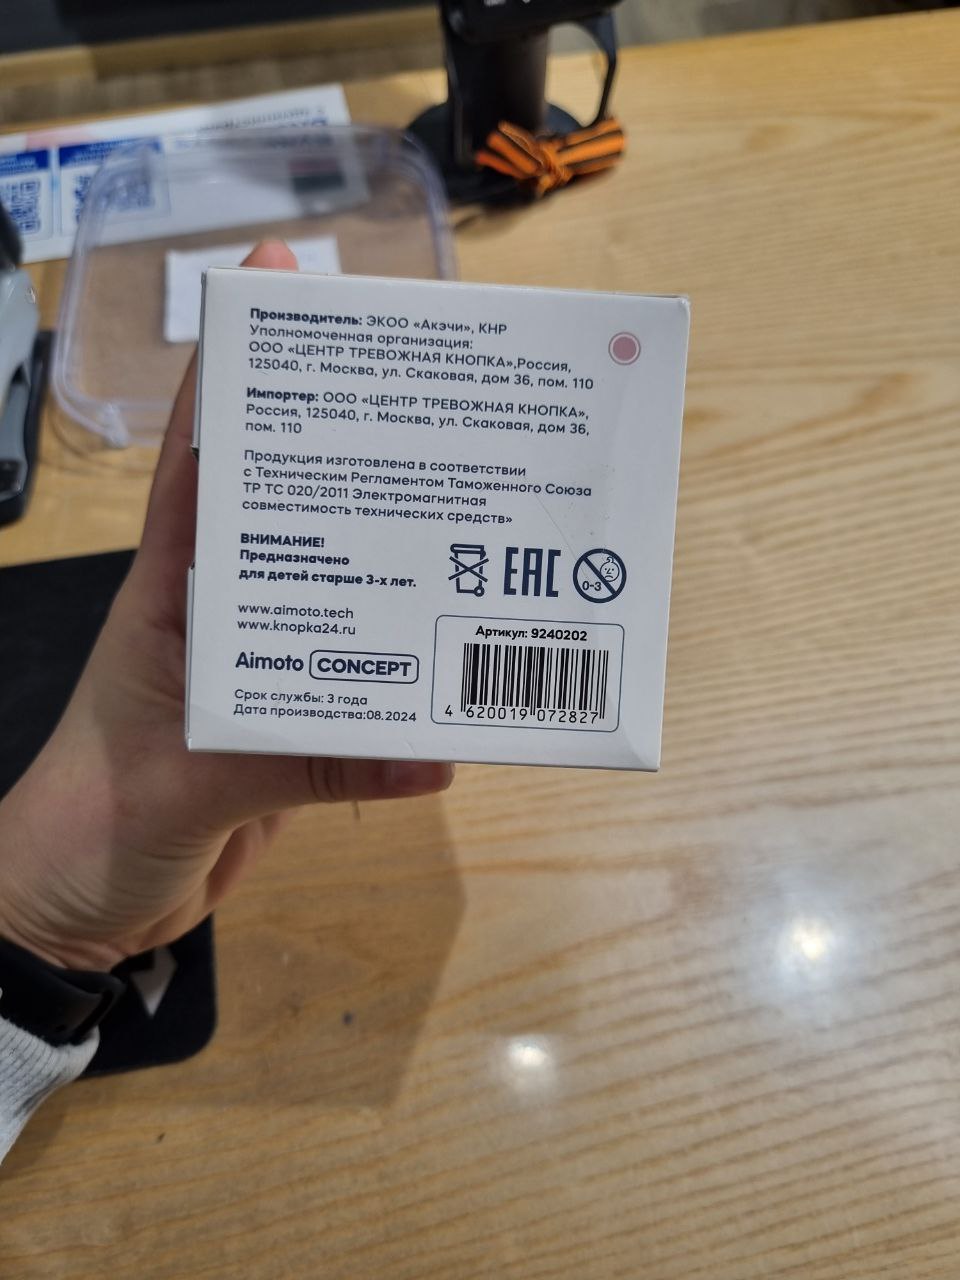 Производитель: ЭКОО «Акэчи», КНР
Уполномоченная организация:
ООО «ЦЕНТР ТРЕВОЖНАЯ КНОПКА»,Россия,
125040, г. Москва, ул. Скаковая, дом 36, пом. 110
Импортер: ООО «ЦЕНТР ТРЕВОЖНАЯ КНОПКА»,
Россия, 125040, г. Москва, ул. Скаковая, дом 36,
пом. 110
Продукция изготовлена в соответствии
с Техническим Регламентом Таможенного Союза
ТР ТС 020/2011 Электромагнитная
совместимость технических средств»
ВНИМАНИЕ!
Предназначено
для детей старше 3-х лет.
EAC
0-3
www.aimoto.tech
www.knopka24.ru
Aimoto CONCEPT
Срок службы: 3 года
Дата производства:08.2024
Артикул: 9240202
4 620019 072827